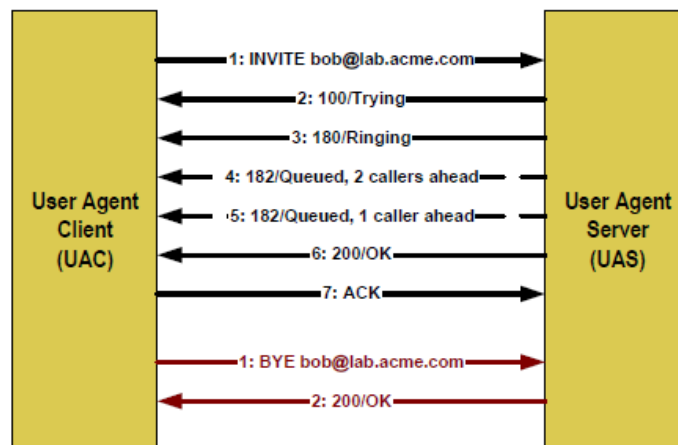 1: INVITE bob@lab.acme.com
2: 100/Trying
3: 180/Ringing
4: 182/Queued, 2 callers ahead
5: 182/Queued, 1 caller ahead
6: 200/OK
7: ACK
User Agent
Client
(UAC)
User Agent
Server
(UAS)
1: BYE bob@lab.acme.com
2: 200/OK